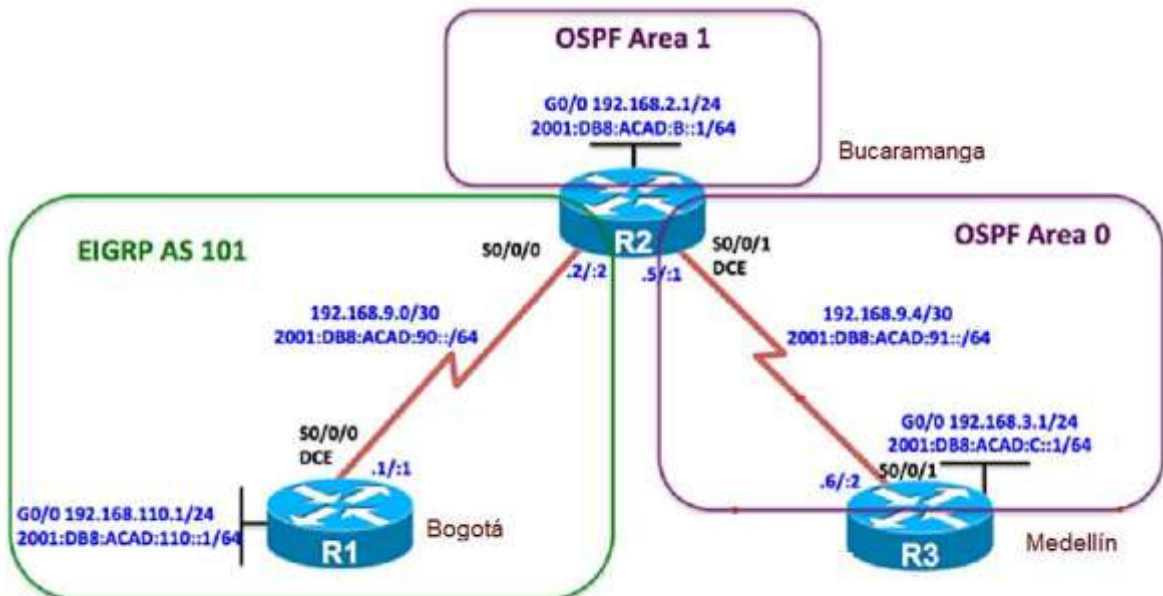 OSPF Area 1
G0/0 192.168.2.1/24
2001:DB8:ACAD:B::1/64
Bucaramanga
R2
EIGRP AS 101
OSPF Area 0
S0/0/0
.2/:2
.5/:1
S0/0/1
DCE
192.168.9.0/30
2001:DB8:ACAD:90::/64
192.168.9.4/30
2001:DB8:ACAD:91::/64
S0/0/0
DCE
.1/:1
G0/0 192.168.3.1/24
2001:DB8:ACAD:C::1/64
.6/:2
S0/0/1
G0/0 192.168.110.1/24
2001:DB8:ACAD:110::1/64
R1
Bogotá
R3
Medellín